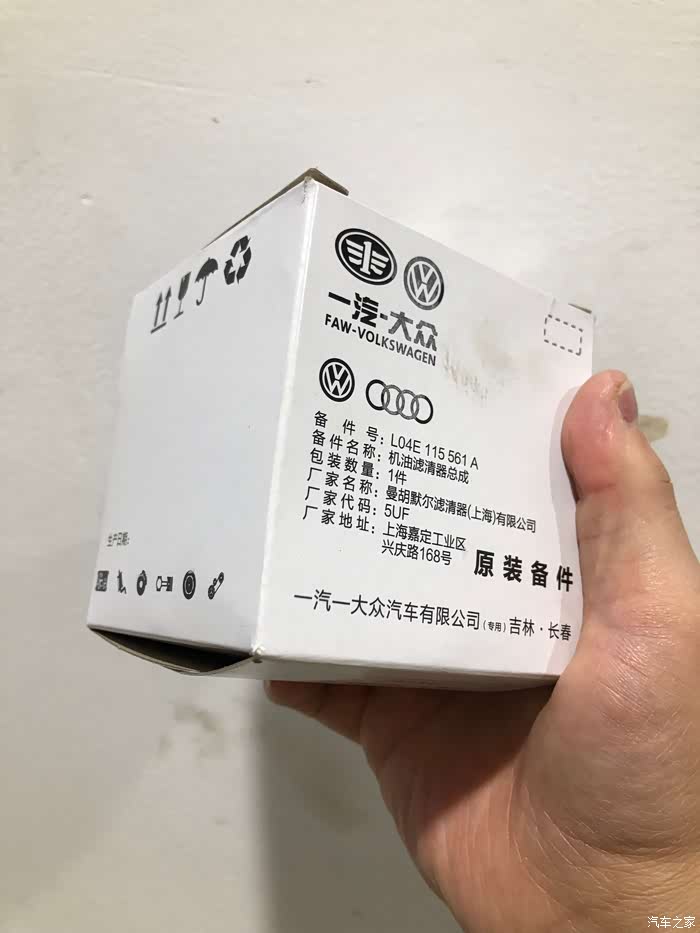 一汽-大众
FAW-VOLKSWAGEN
备件号: L04E 115 561 A
备件名称: 机油滤清器总成
包装数量: 1件
厂家名称: 曼胡默尔滤清器(上海)有限公司
厂家代码: 5UF
厂家地址: 上海嘉定工业区
兴庆路168号
原装备件
一汽一大众汽车有限公司(专用)吉林·长春
生产日期:
汽车之家